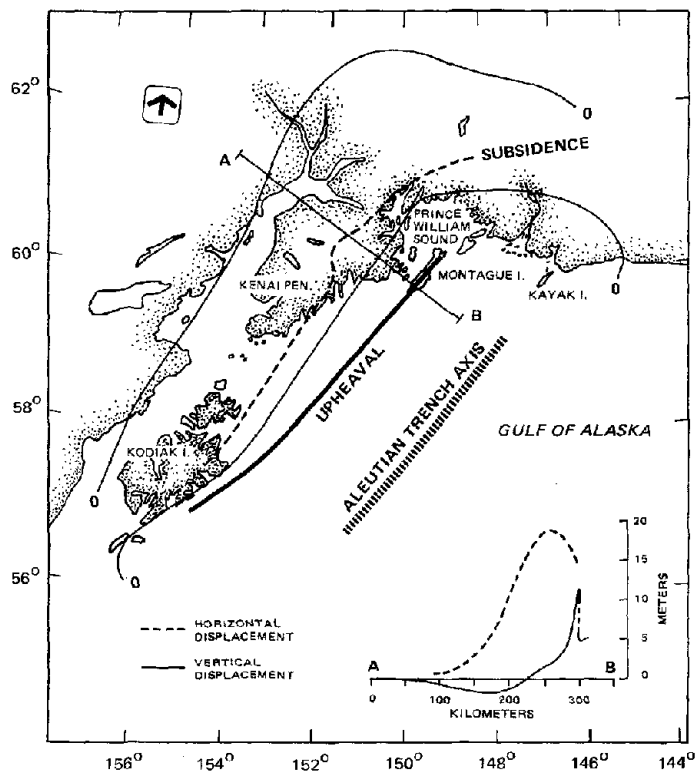 62°
60°
58°
56°
0
A
SUBSIDENCE
PRINCE
WILLIAM
SOUND
KENAI PEN.
MONTAGUE I.
KAYAK I.
0
B
UPHEAVAL
ALEUTIAN TRENCH AXIS
GULF OF ALASKA
KODIAK I.
0
0
HORIZONTAL
DISPLACEMENT
VERTICAL
DISPLACEMENT
20
15
10
5
0
METERS
A
B
0
100
200
300
KILOMETERS
156°
154°
152°
150°
148°
146°
144°